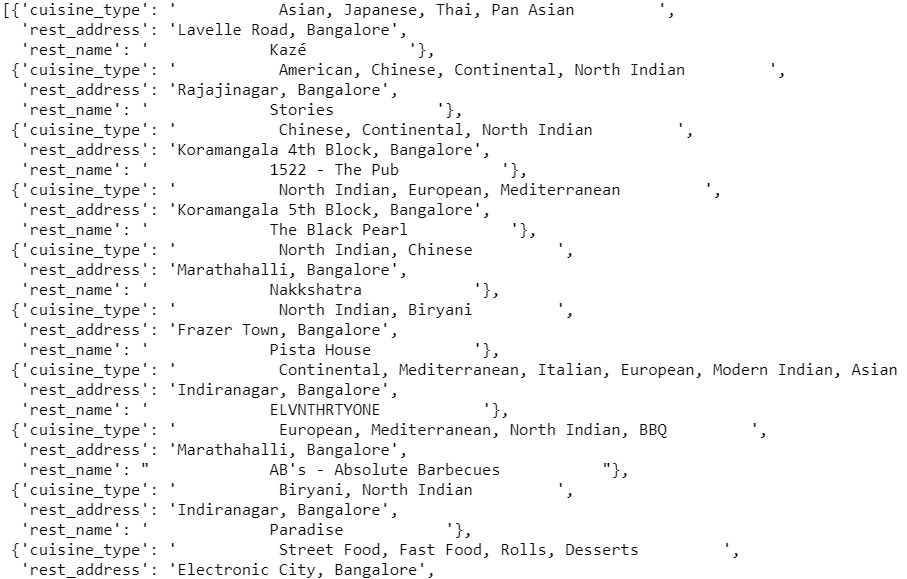 [{'cuisine_type': '           Asian, Japanese, Thai, Pan Asian         ',
  'rest_address': 'Lavelle Road, Bangalore',
  'rest_name': '             Kazé           '},
 {'cuisine_type': '           American, Chinese, Continental, North Indian         ',
  'rest_address': 'Rajajinagar, Bangalore',
  'rest_name': '             Stories           '},
 {'cuisine_type': '           Chinese, Continental, North Indian         ',
  'rest_address': 'Koramangala 4th Block, Bangalore',
  'rest_name': '             1522 - The Pub           '},
 {'cuisine_type': '           North Indian, European, Mediterranean         ',
  'rest_address': 'Koramangala 5th Block, Bangalore',
  'rest_name': '             The Black Pearl           '},
 {'cuisine_type': '           North Indian, Chinese         ',
  'rest_address': 'Marathahalli, Bangalore',
  'rest_name': '             Nakkshatra            '},
 {'cuisine_type': '           North Indian, Biryani         ',
  'rest_address': 'Frazer Town, Bangalore',
  'rest_name': '             Pista House           '},
 {'cuisine_type': '           Continental, Mediterranean, Italian, European, Modern Indian, Asian
  'rest_address': 'Indiranagar, Bangalore',
  'rest_name': '             ELVNTHRTYONE           '},
 {'cuisine_type': '           European, Mediterranean, North Indian, BBQ         ',
  'rest_address': 'Marathahalli, Bangalore',
  'rest_name': "             AB's - Absolute Barbecues           "},
 {'cuisine_type': '           Biryani, North Indian         ',
  'rest_address': 'Indiranagar, Bangalore',
  'rest_name': '             Paradise           '},
 {'cuisine_type': '           Street Food, Fast Food, Rolls, Desserts         ',
  'rest_address': 'Electronic City, Bangalore',